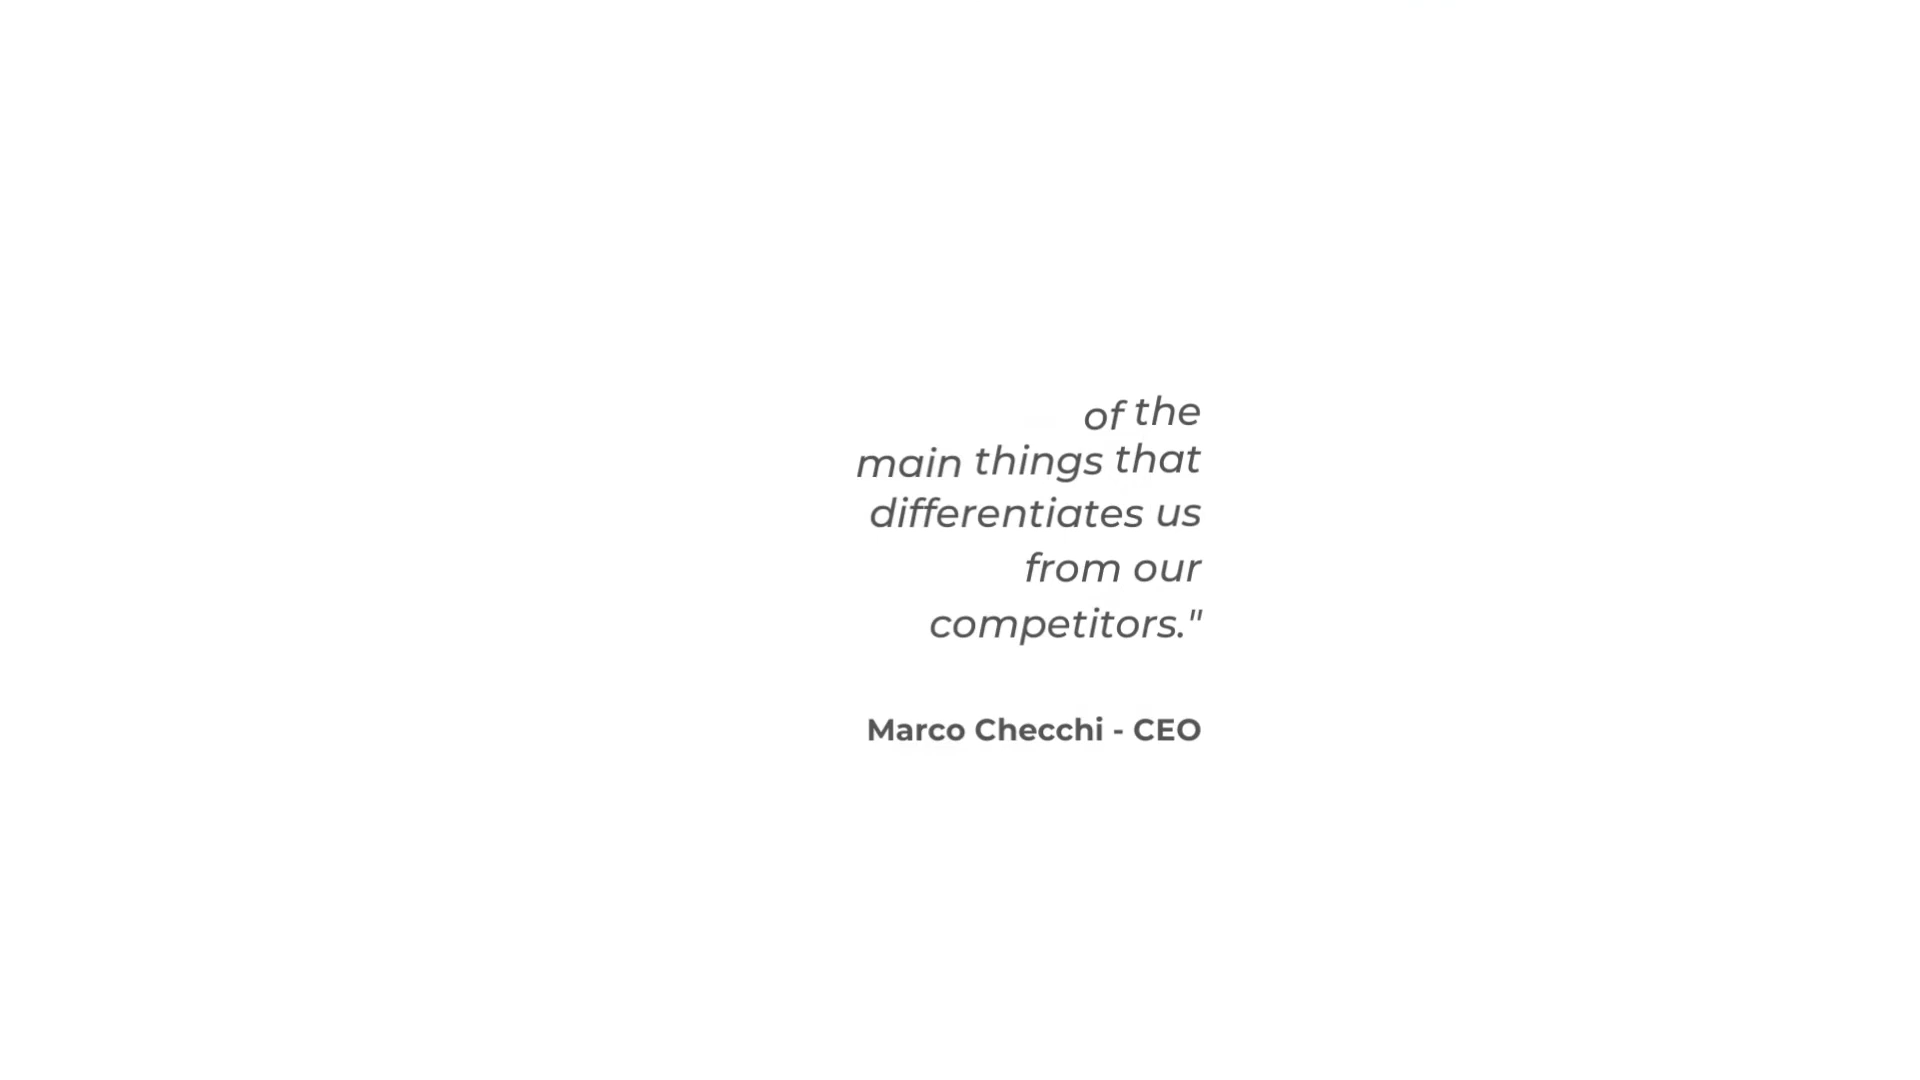 of the
main things that
differentiates us
from our
competitors."
Marco Checchi - CEO